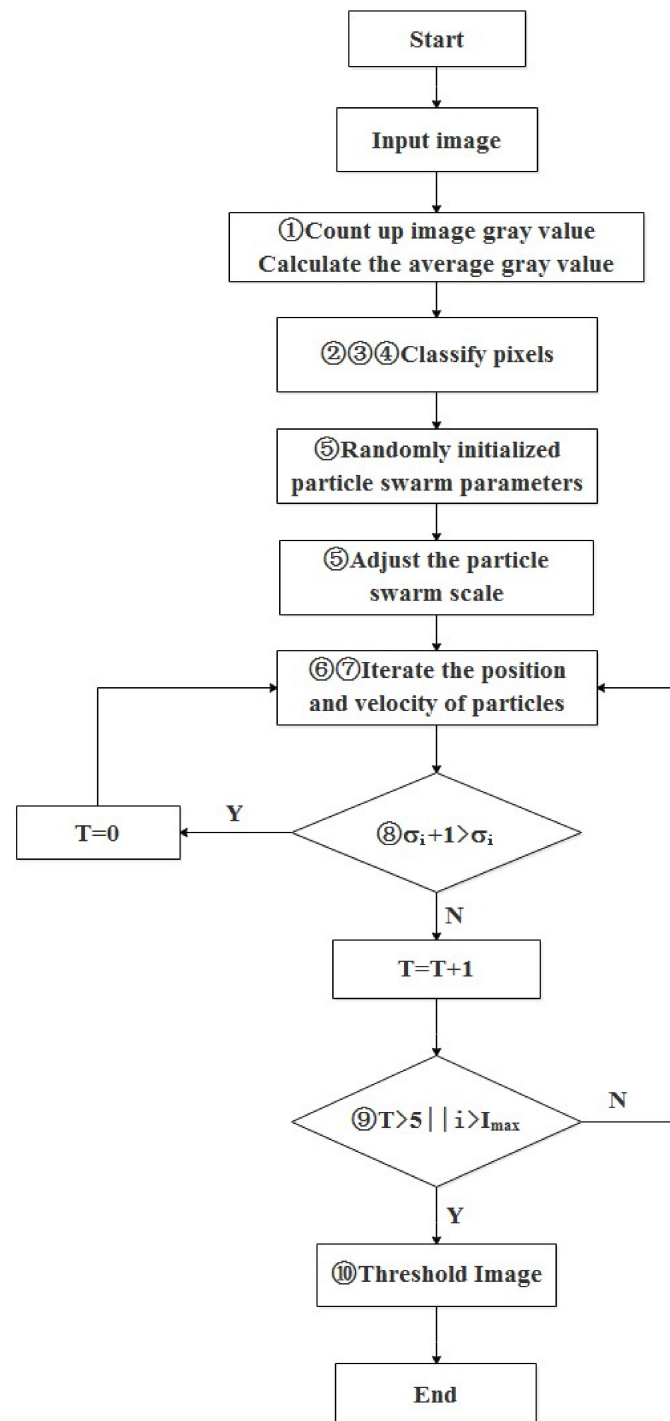 Start
Input image
①Count up image gray value
Calculate the average gray value
②③④Classify pixels
⑤Randomly initialized
particle swarm parameters
⑤Adjust the particle
swarm scale
⑥⑦Iterate the position
and velocity of particles
T=0
Y
⑧σᵢ+1>σᵢ
N
T=T+1
⑨T>5||i>Iₘₐₓ
N
Y
⑩Threshold Image
End